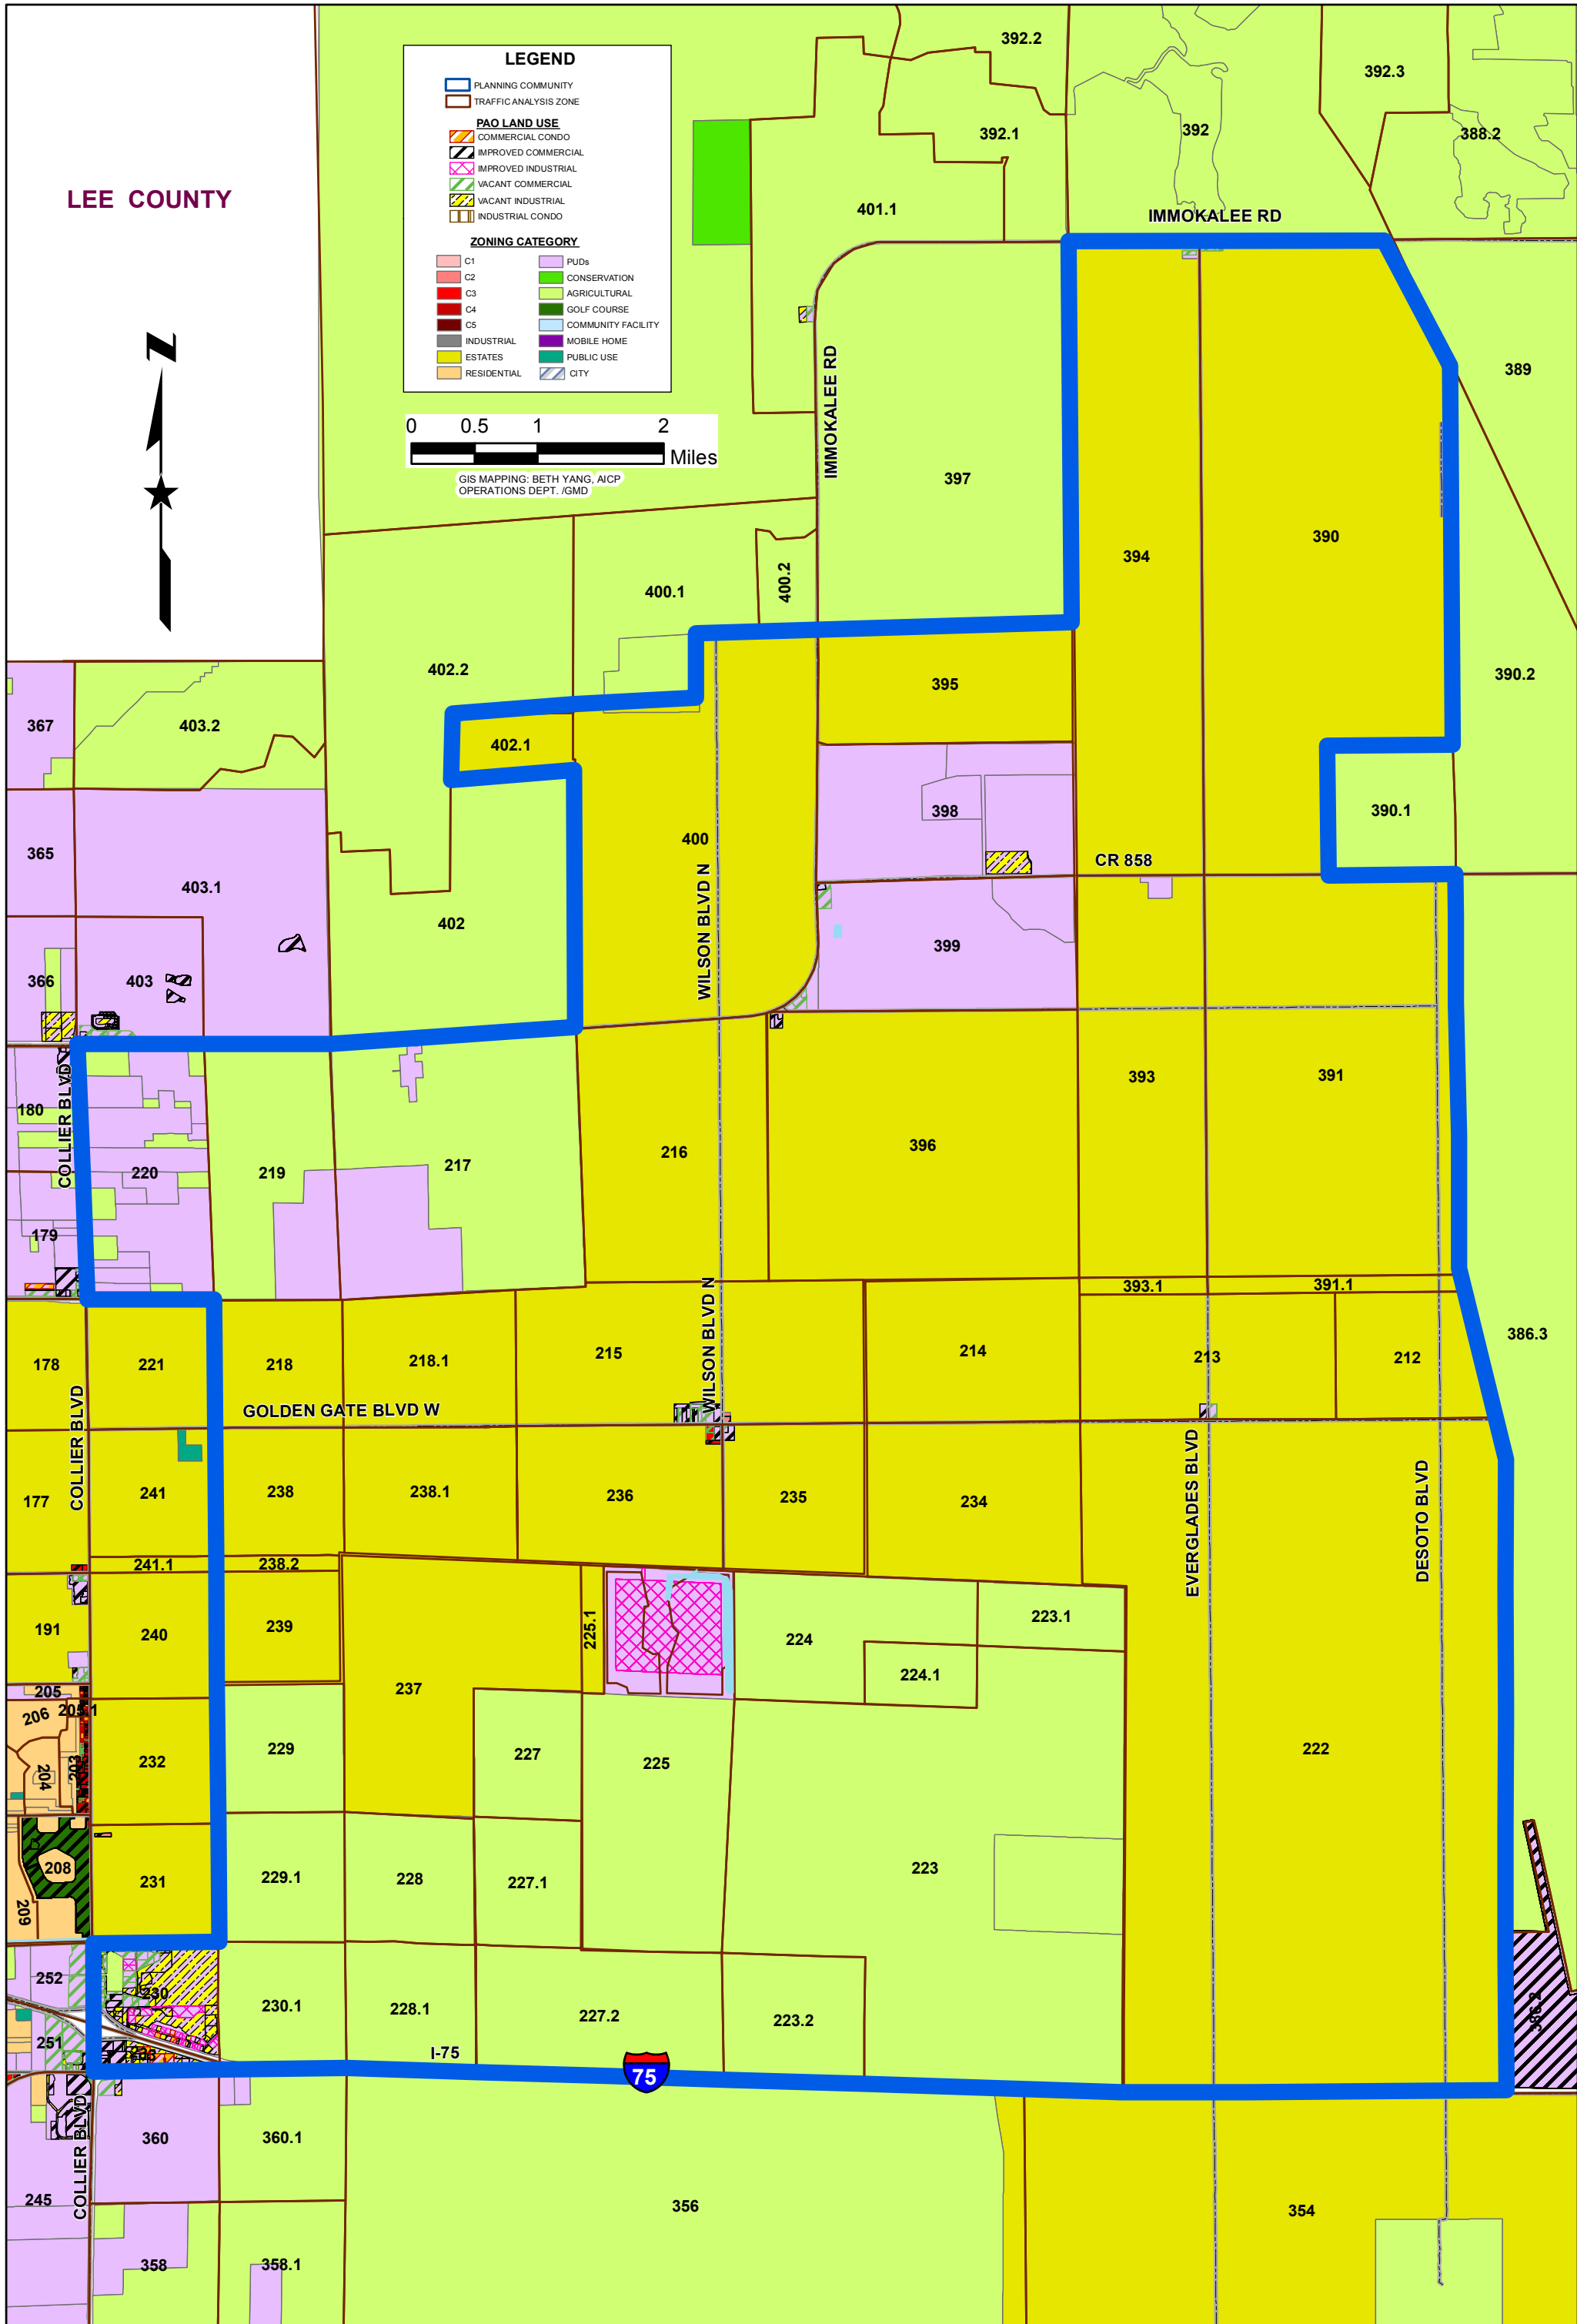 LEGEND
PLANNING COMMUNITY
TRAFFIC ANALYSIS ZONE
PAO LAND USE
COMMERCIAL CONDO
IMPROVED COMMERCIAL
IMPROVED INDUSTRIAL
VACANT COMMERCIAL
VACANT INDUSTRIAL
INDUSTRIAL CONDO
ZONING CATEGORY
C1
C2
C3
C4
C5
INDUSTRIAL
ESTATES
RESIDENTIAL
PUDs
CONSERVATION
AGRICULTURAL
GOLF COURSE
COMMUNITY FACILITY
MOBILE HOME
PUBLIC USE
CITY
0 0.5 1 2
Miles
GIS MAPPING: BETH YANG, AICP
OPERATIONS DEPT. /GMD
LEE COUNTY
N
392.2
392.3
392.1
392
388.2
401.1
IMMOKALEE RD
389
IMMOKALEE RD
397
394
390
400.1
400.2
402.2
395
390.2
367
403.2
402.1
398
390.1
400
365
403.1
CR 858
WILSON BLVD N
402
399
366
403
180
COLLIER BLVD
220
219
217
216
396
393
391
179
393.1
391.1
WILSON BLVD N
178
221
218
218.1
215
214
213
212
386.3
COLLIER BLVD
GOLDEN GATE BLVD W
177
241
238
238.1
236
235
234
EVERGLADES BLVD
DESOTO BLVD
241.1
238.2
191
240
239
225.1
224
223.1
224.1
237
205
206
205.1
204
203
232
229
227
225
222
208
209
231
229.1
228
227.1
223
252
230
230.1
228.1
227.2
223.2
386.2
251
I-75
75
COLLIER BLVD
360
360.1
245
356
354
358
358.1